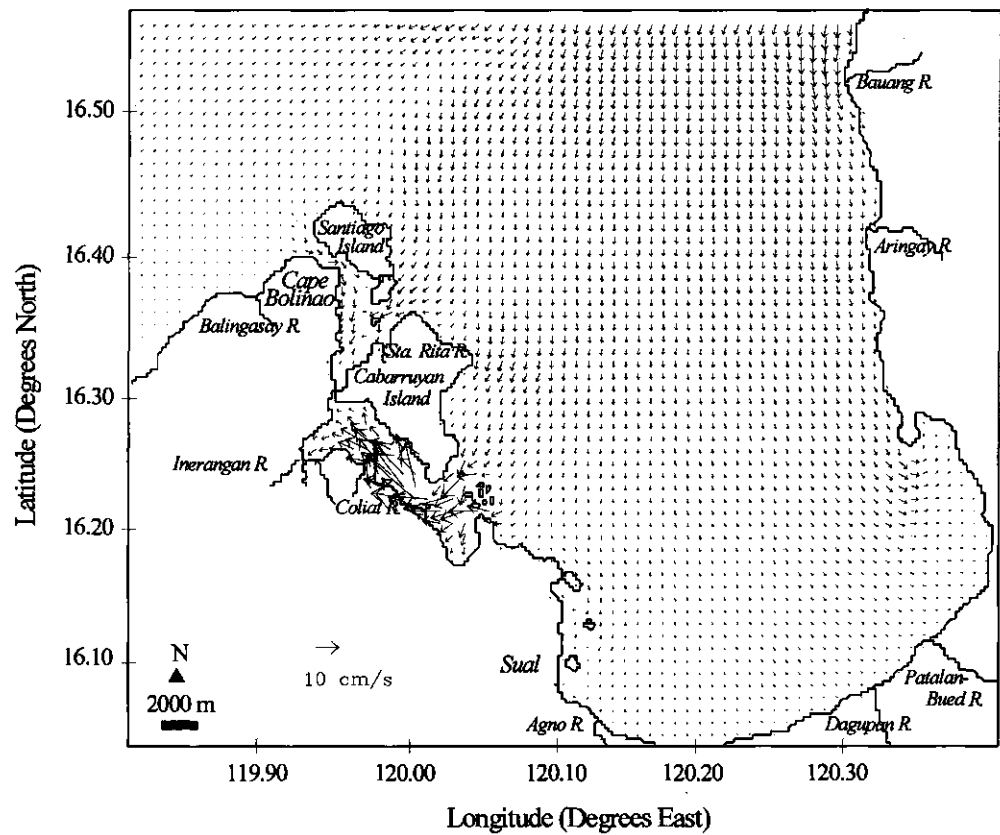 Bauang R.
16.50
Santiago
Island
Aringay R.
16.40
Cape
Bolinao
Balingasay R.
Sta. Rita R.
Cabarruyan
Island
16.30
Inerangan R.
Coliat R.
16.20
16.10
N
10 cm/s
2000 m
Sual
Patalan-
Bued R.
Agno R.
Dagupan R.
119.90 120.00 120.10 120.20 120.30
Latitude (Degrees North)
Longitude (Degrees East)